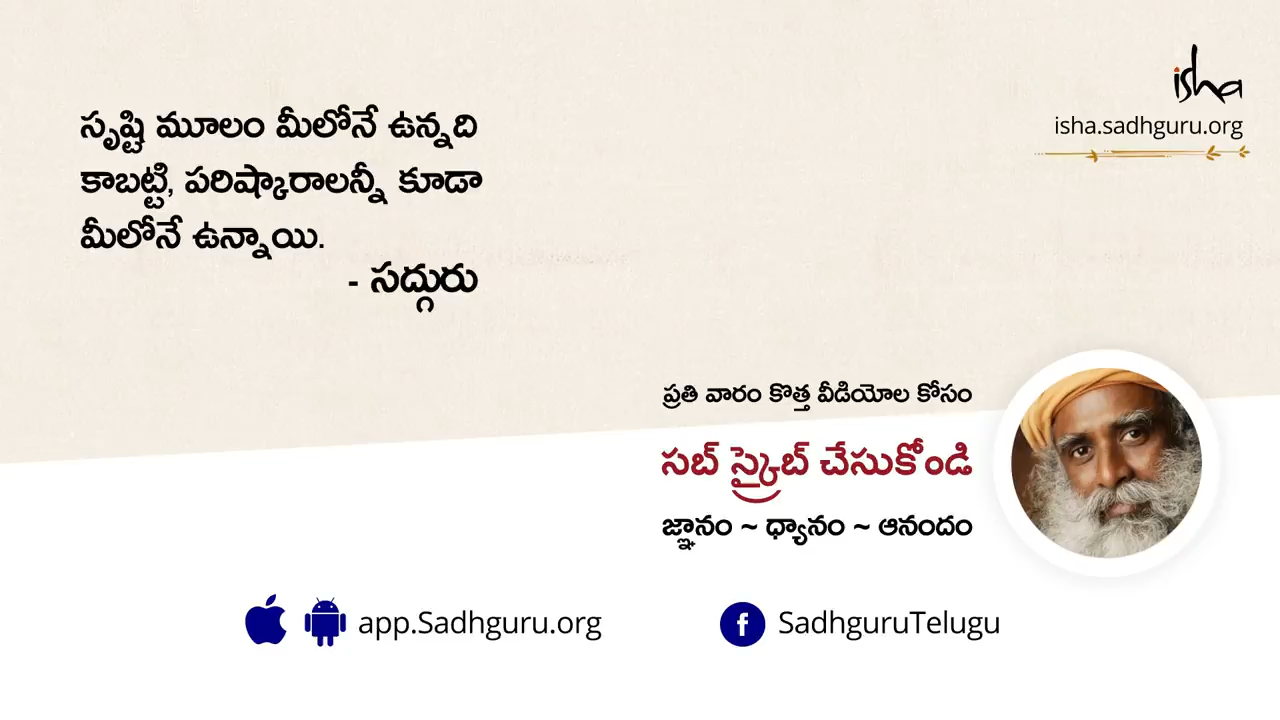 సృష్టి మూలం మీలోనే ఉన్నది
కాబట్టి, పరిష్కారాలన్నీ కూడా
మీలోనే ఉన్నాయి.
- సద్గురు
isha
isha.sadhguru.org
ప్రతి వారం కొత్త వీడియోల కోసం
సబ్ స్క్రైబ్ చేసుకోండి
జ్ఞానం ~ ధ్యానం ~ ఆనందం
app.Sadhguru.org
SadhguruTelugu